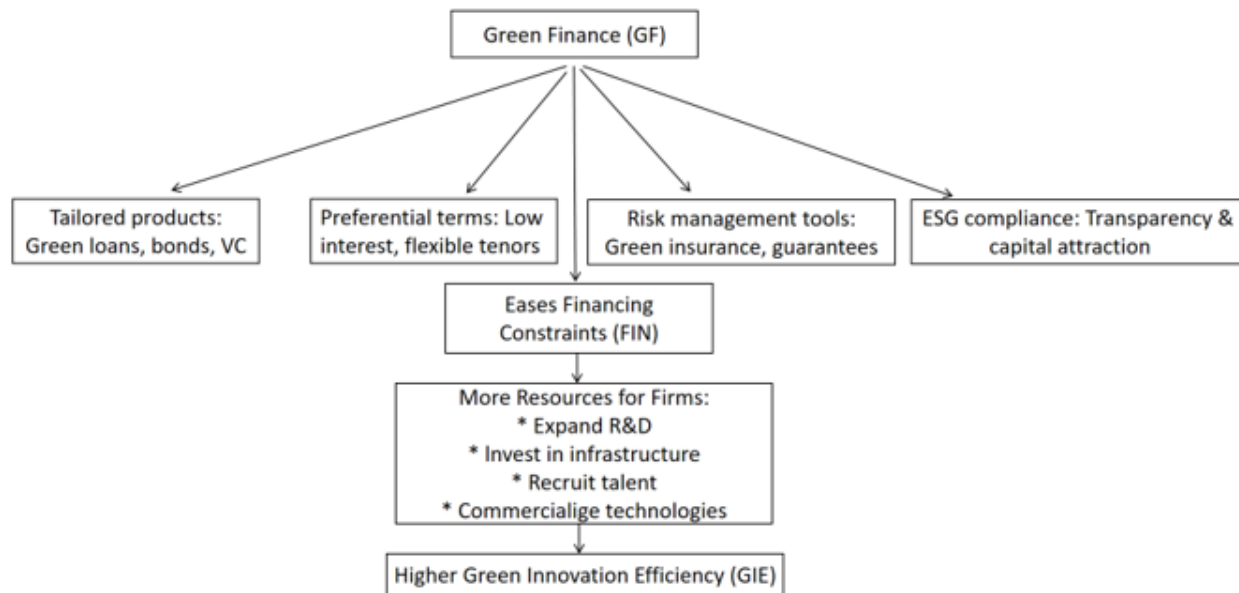 Green Finance (GF)
Tailored products:
Green loans, bonds, VC
Preferential terms: Low
interest, flexible tenors
Risk management tools:
Green insurance, guarantees
ESG compliance: Transparency &
capital attraction
Eases Financing
Constraints (FIN)
More Resources for Firms:
* Expand R&D
* Invest in infrastructure
* Recruit talent
* Commercialige technologies
Higher Green Innovation Efficiency (GIE)